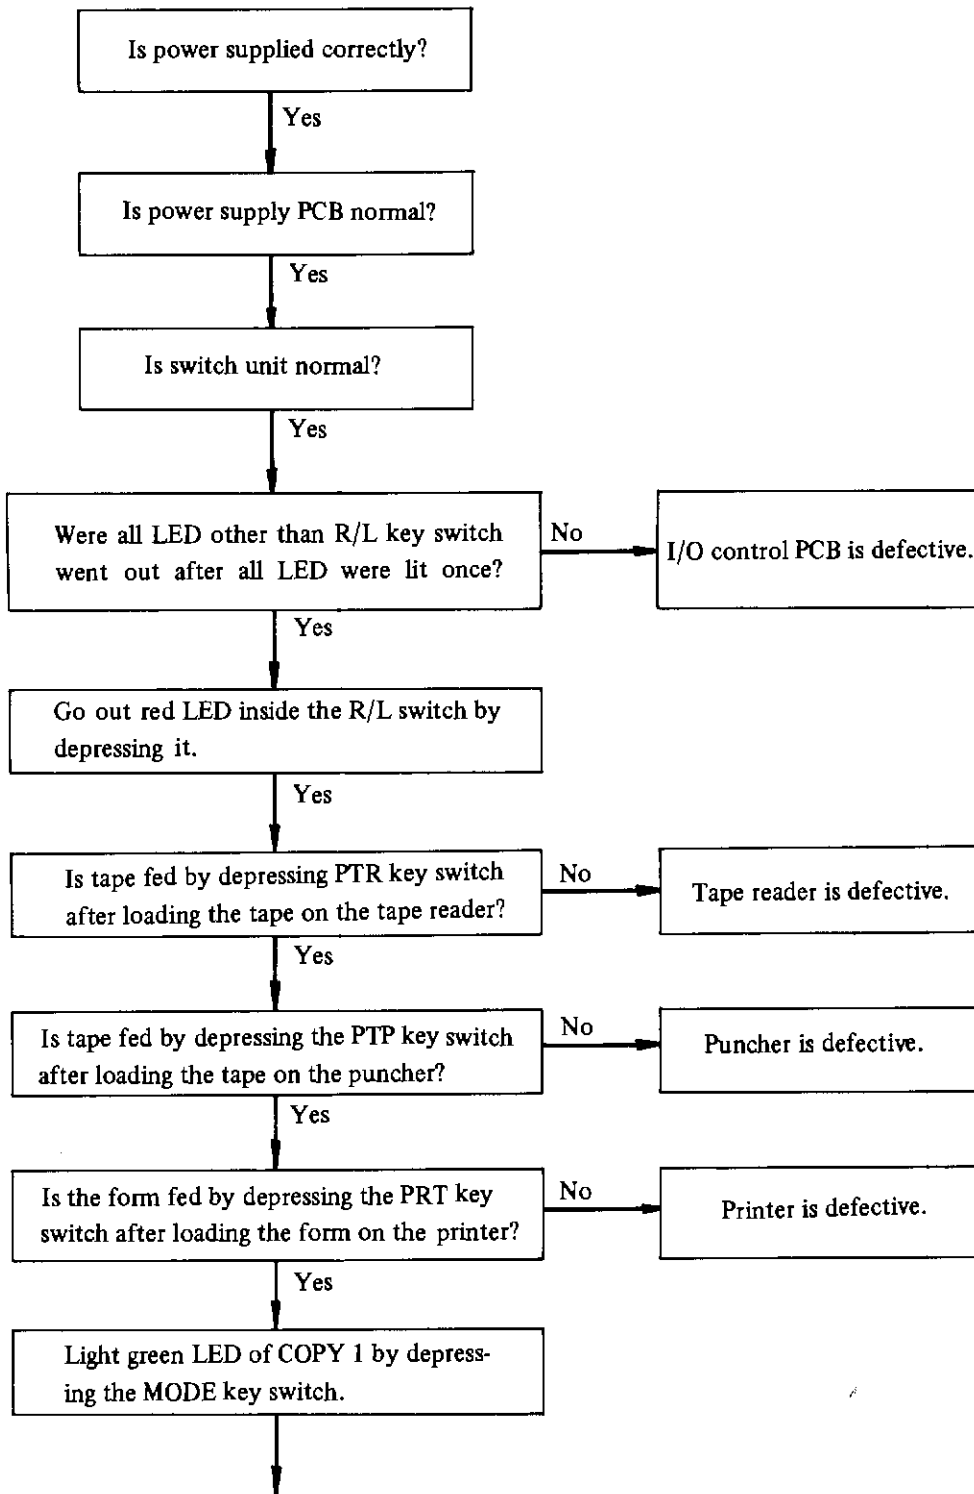 Is power supplied correctly?
Yes
Is power supply PCB normal?
Yes
Is switch unit normal?
Yes
Were all LED other than R/L key switch
went out after all LED were lit once?
No
I/O control PCB is defective.
Yes
Go out red LED inside the R/L switch by
depressing it.
Yes
Is tape fed by depressing PTR key switch
after loading the tape on the tape reader?
No
Tape reader is defective.
Yes
Is tape fed by depressing the PTP key switch
after loading the tape on the puncher?
No
Puncher is defective.
Yes
Is the form fed by depressing the PRT key
switch after loading the form on the printer?
No
Printer is defective.
Yes
Light green LED of COPY 1 by depress-
ing the MODE key switch.